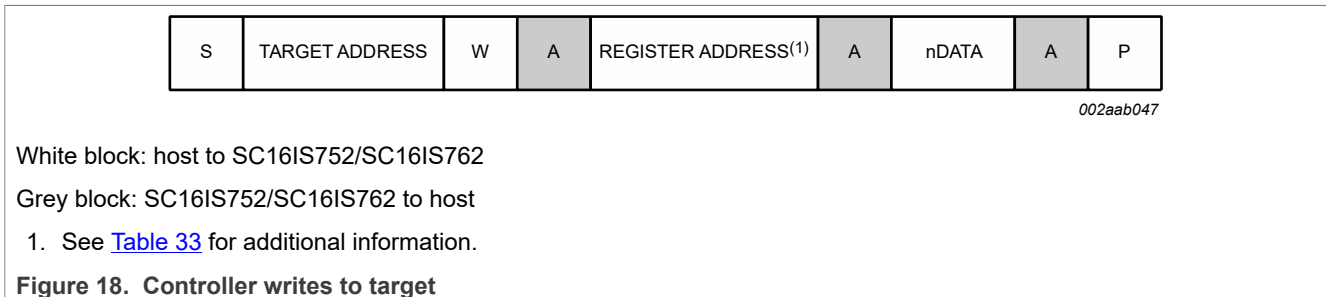 S TARGET ADDRESS W A REGISTER ADDRESS(1) A nDATA A P
002aab047
White block: host to SC16IS752/SC16IS762
Grey block: SC16IS752/SC16IS762 to host
1. See Table 33 for additional information.
Figure 18. Controller writes to target